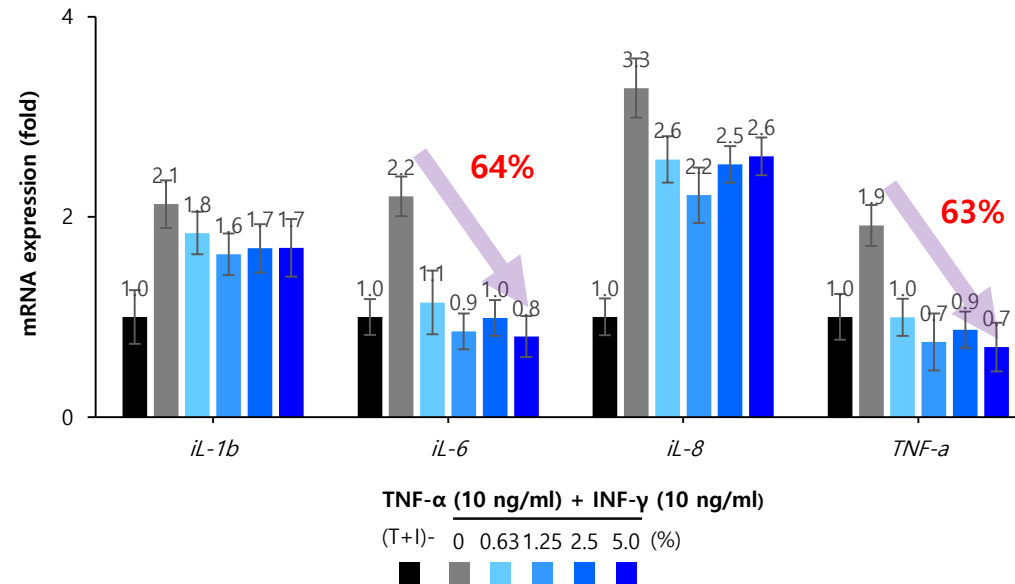 4
2
0
mRNA expression (fold)
1.0 2.1 1.8 1.6 1.7 1.7
1.0 2.2 1.1 0.9 1.0 0.8
64%
1.0 3.3 2.6 2.2 2.5 2.6
1.0 1.9 1.0 0.7 0.9 0.7
63%
iL-1b iL-6 iL-8 TNF-a
TNF-α (10 ng/ml) + INF-γ (10 ng/ml)
(T+I)- 0 0.63 1.25 2.5 5.0 (%)